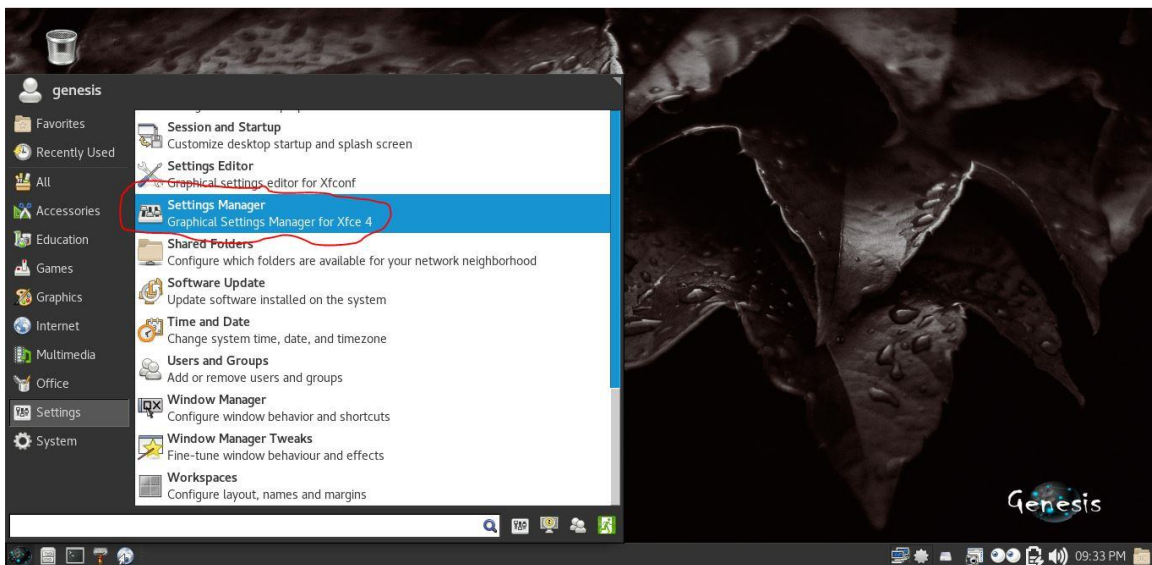 genesis
Favorites
Recently Used
All
Accessories
Education
Games
Graphics
Internet
Multimedia
Office
Settings
System
Session and Startup
Customize desktop startup and splash screen
Settings Editor
Graphical settings editor for Xfconf
Settings Manager
Graphical Settings Manager for Xfce 4
Shared Folders
Configure which folders are available for your network neighborhood
Software Update
Update software installed on the system
Time and Date
Change system time, date, and timezone
Users and Groups
Add or remove users and groups
Window Manager
Configure window behavior and shortcuts
Window Manager Tweaks
Fine-tune window behaviour and effects
Workspaces
Configure layout, names and margins
Genesis
09:33 PM